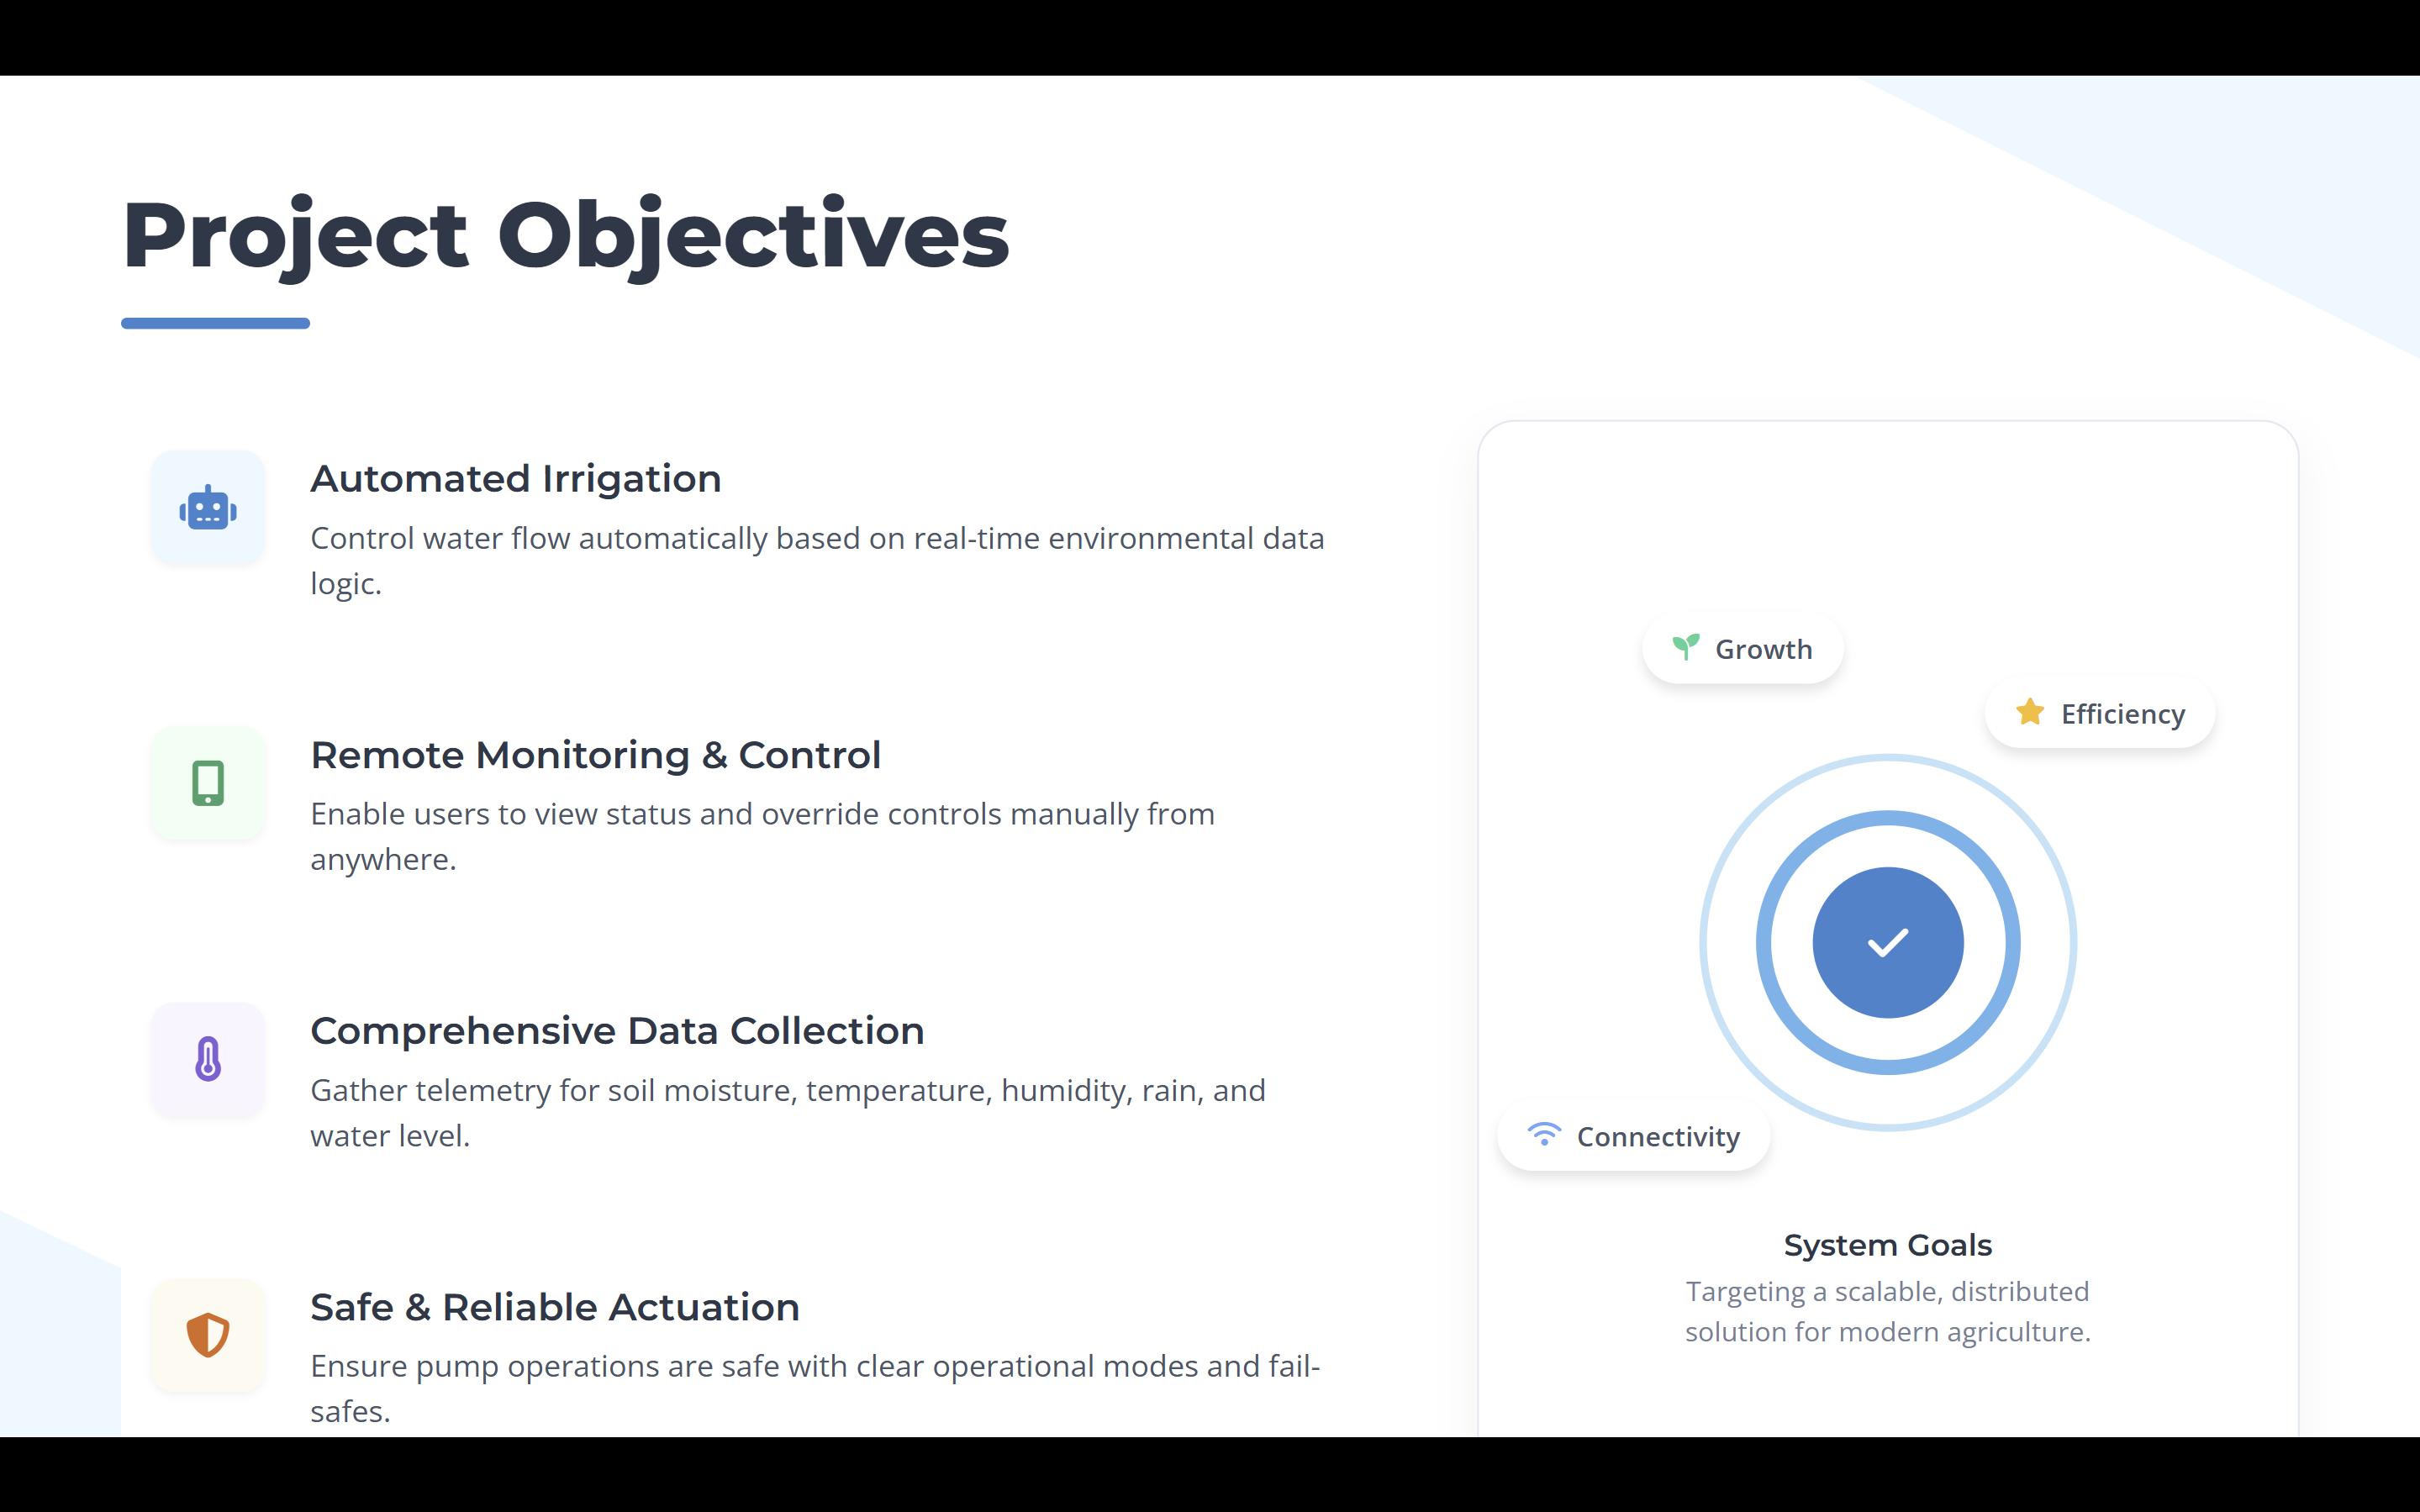 Project Objectives
Automated Irrigation
Control water flow automatically based on real-time environmental data
logic.
Remote Monitoring & Control
Enable users to view status and override controls manually from
anywhere.
Comprehensive Data Collection
Gather telemetry for soil moisture, temperature, humidity, rain, and
water level.
Safe & Reliable Actuation
Ensure pump operations are safe with clear operational modes and fail-
safes.
Growth
Efficiency
Connectivity
System Goals
Targeting a scalable, distributed
solution for modern agriculture.